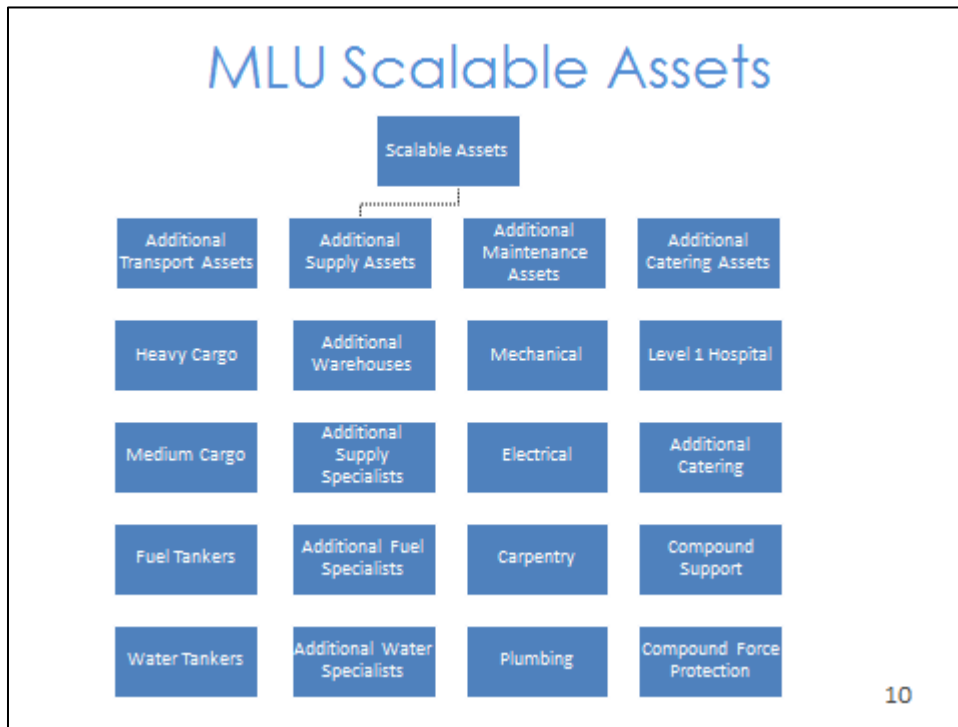 MLU Scalable Assets
Scalable Assets
Additional
Transport Assets
Additional
Supply Assets
Additional
Maintenance
Assets
Additional
Catering Assets
Heavy Cargo
Additional
Warehouses
Mechanical
Level 1 Hospital
Medium Cargo
Additional
Supply
Specialists
Electrical
Additional
Catering
Fuel Tankers
Additional Fuel
Specialists
Carpentry
Compound
Support
Water Tankers
Additional Water
Specialists
Plumbing
Compound Force
Protection
10